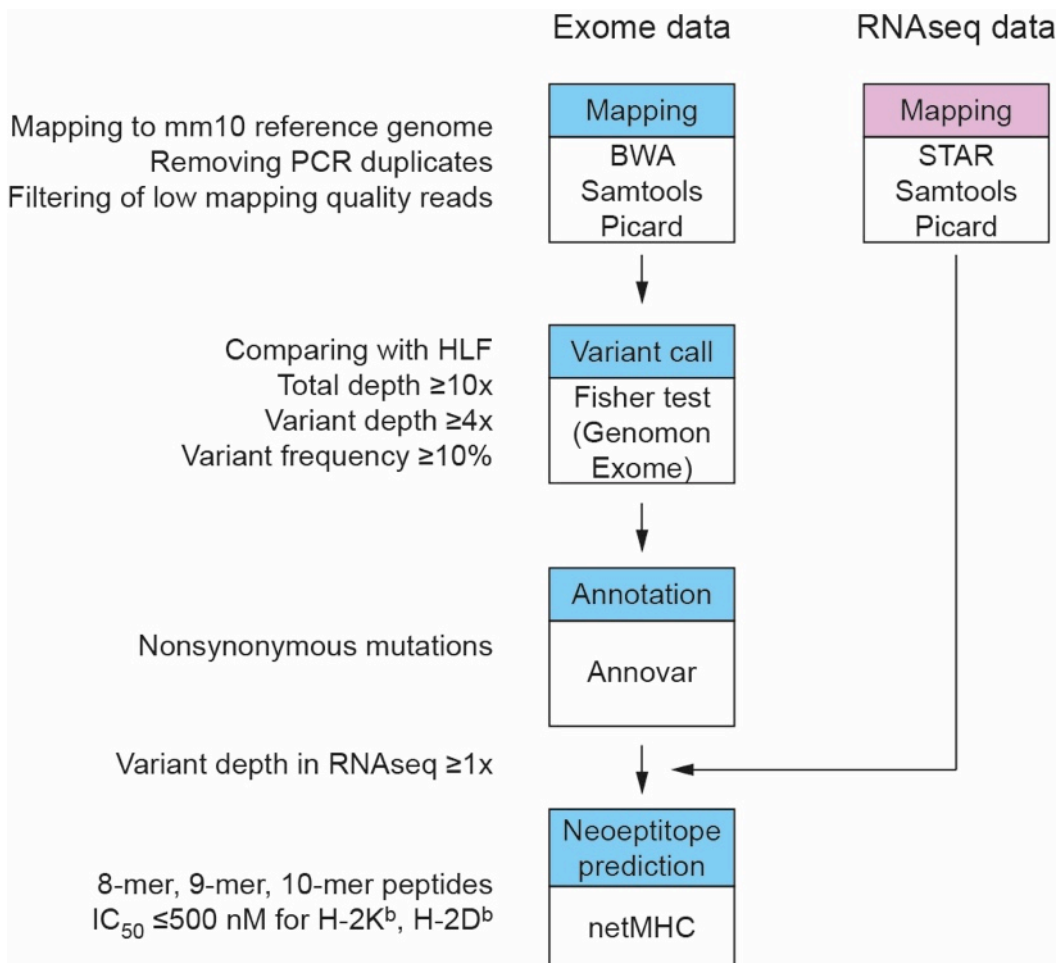 Exome data
RNAseq data
Mapping to mm10 reference genome
Removing PCR duplicates
Filtering of low mapping quality reads
Mapping
BWA
Samtools
Picard
Mapping
STAR
Samtools
Picard
Comparing with HLF
Total depth ≥10x
Variant depth ≥4x
Variant frequency ≥10%
Variant call
Fisher test
(Genomon
Exome)
Nonsynonymous mutations
Annotation
Annovar
Variant depth in RNAseq ≥1x
8-mer, 9-mer, 10-mer peptides
IC₅₀ ≤500 nM for H-2Kᵇ, H-2Dᵇ
Neoeptitope
prediction
netMHC